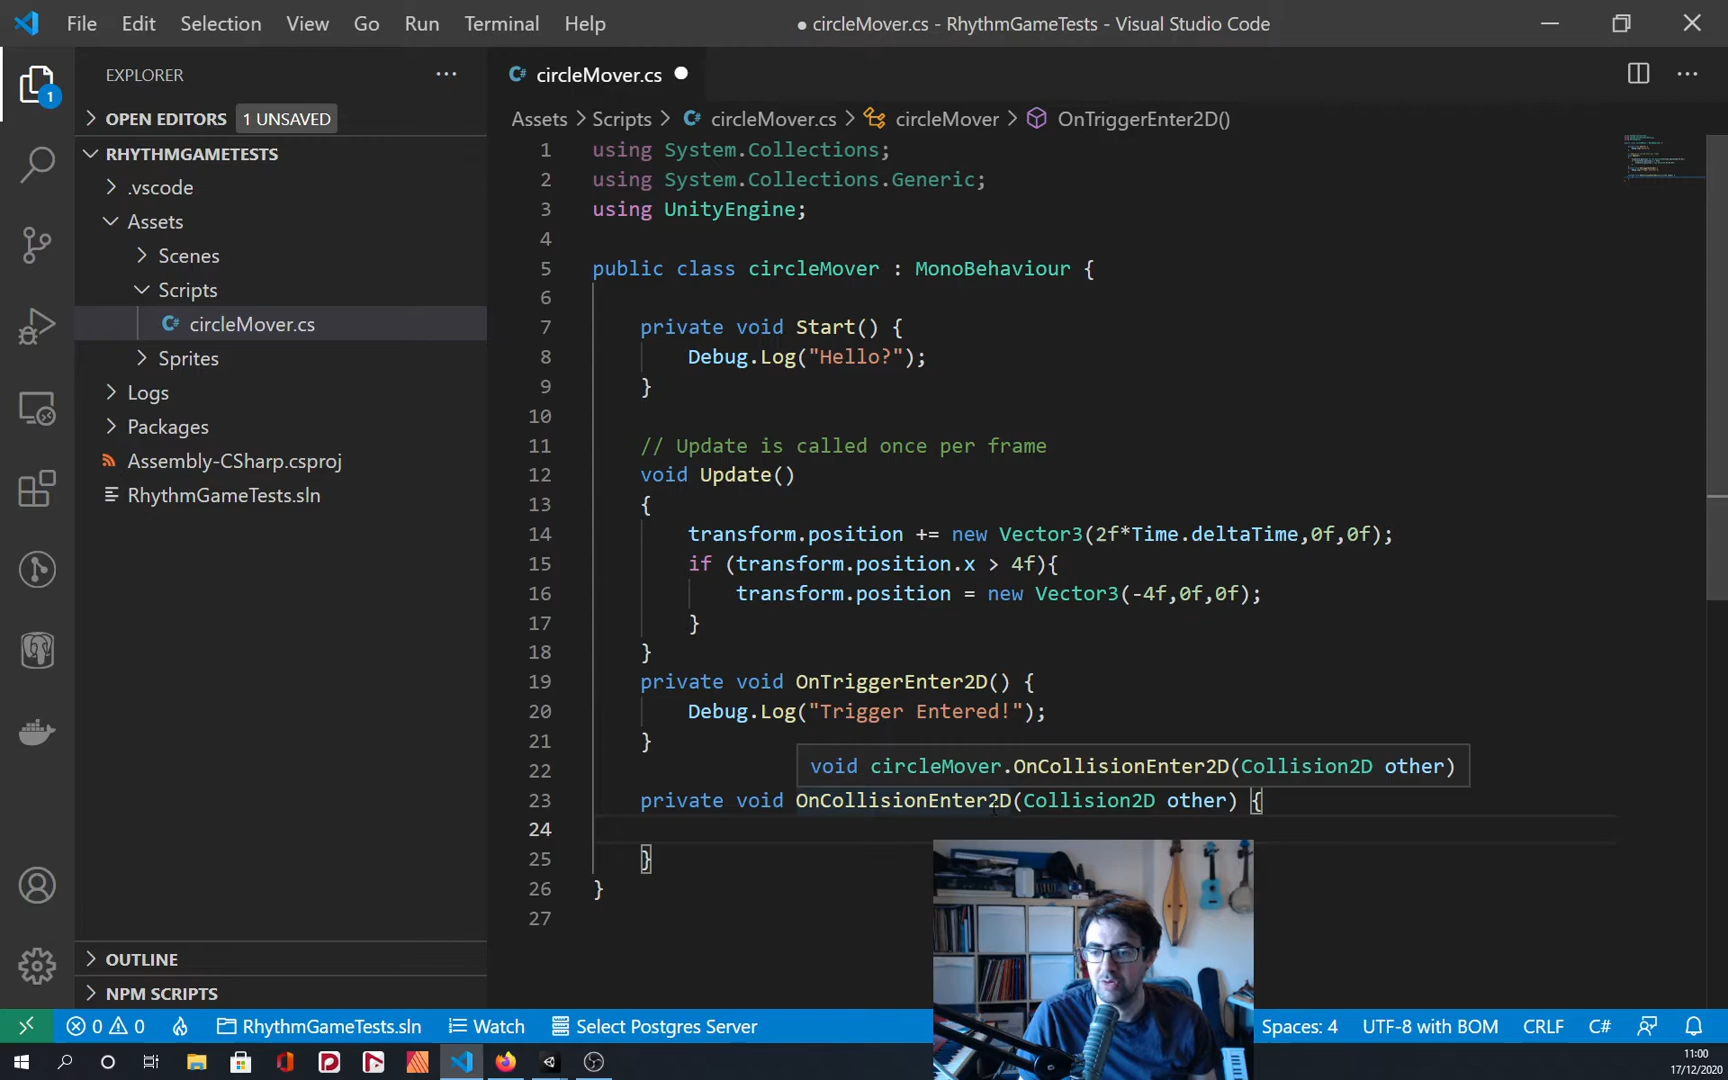 File Edit Selection View Go Run Terminal Help
● circleMover.cs - RhythmGameTests - Visual Studio Code
EXPLORER
1
OPEN EDITORS 1 UNSAVED
RHYTHMGAMETESTS
.vscode
Assets
Scenes
Scripts
C# circleMover.cs
Sprites
Logs
Packages
Assembly-CSharp.csproj
RhythmGameTests.sln
OUTLINE
NPM SCRIPTS
C# circleMover.cs
Assets > Scripts > C# circleMover.cs > circleMover > OnTriggerEnter2D()
1 using System.Collections;
2 using System.Collections.Generic;
3 using UnityEngine;
4
5 public class circleMover : MonoBehaviour {
6
7 private void Start() {
8 Debug.Log("Hello?");
9 }
10
11 // Update is called once per frame
12 void Update()
13 {
14 transform.position += new Vector3(2f*Time.deltaTime,0f,0f);
15 if (transform.position.x > 4f){
16 transform.position = new Vector3(-4f,0f,0f);
17 }
18 }
19 private void OnTriggerEnter2D() {
20 Debug.Log("Trigger Entered!");
21 }
void circleMover.OnCollisionEnter2D(Collision2D other)
22
23 private void OnCollisionEnter2D(Collision2D other) {
24
25 }
26 }
27
0 0 RhythmGameTests.sln Watch Select Postgres Server Spaces: 4 UTF-8 with BOM CRLF C#
11:00
17/12/2020